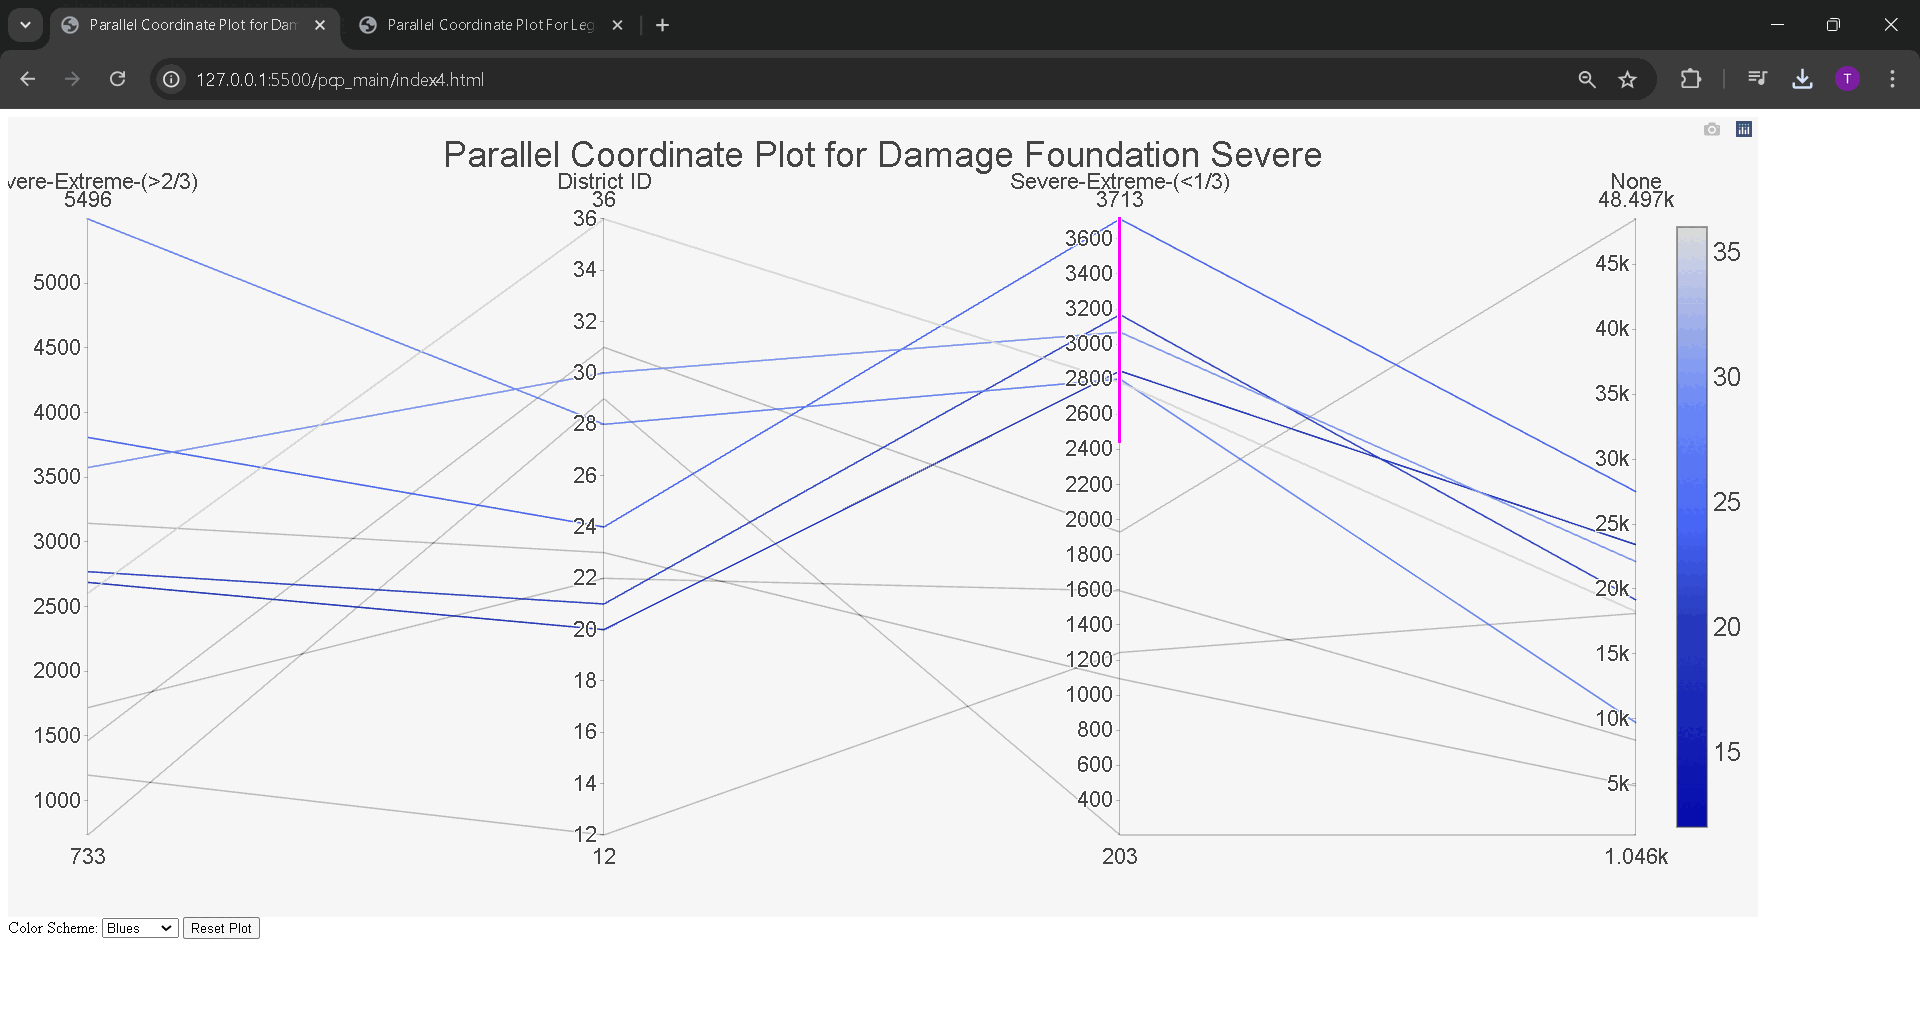 Parallel Coordinate Plot for Dam
Parallel Coordinate Plot For Leg
127.0.0.1:5500/pcp_main/index4.html
Parallel Coordinate Plot for Damage Foundation Severe
vere-Extreme-(>2/3) District ID Severe-Extreme-(<1/3) None
5496 36 3713 48.497k
5000
4500
4000
3500
3000
2500
2000
1500
1000
733
36
34
32
30
28
26
24
22
20
18
16
14
12
12
3600
3400
3200
3000
2800
2600
2400
2200
2000
1800
1600
1400
1200
1000
800
600
400
203
45k
40k
35k
30k
25k
20k
15k
10k
5k
1.046k
35
30
25
20
15
T
Color Scheme: Blues Reset Plot